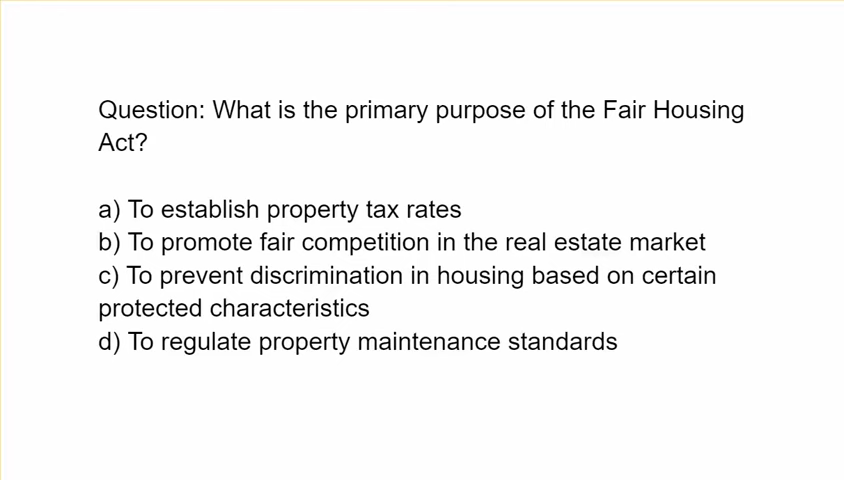 Question: What is the primary purpose of the Fair Housing
Act?
a) To establish property tax rates
b) To promote fair competition in the real estate market
c) To prevent discrimination in housing based on certain
protected characteristics
d) To regulate property maintenance standards